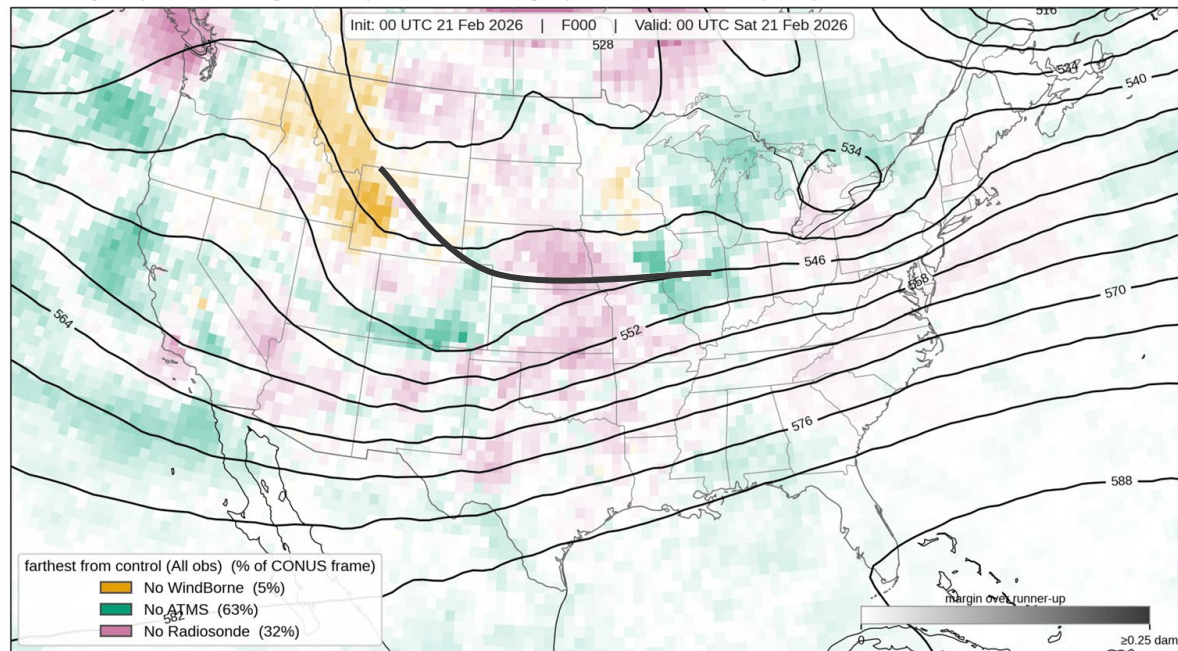 Init: 00 UTC 21 Feb 2026 | F000 | Valid: 00 UTC Sat 21 Feb 2026
516
528
534
540
534
546
558
570
564
552
576
588
farthest from control (All obs) (% of CONUS frame)
No WindBorne (5%)
No ATMS (63%)
No Radiosonde (32%)
582
margin over runner-up
0
≥0.25 dam